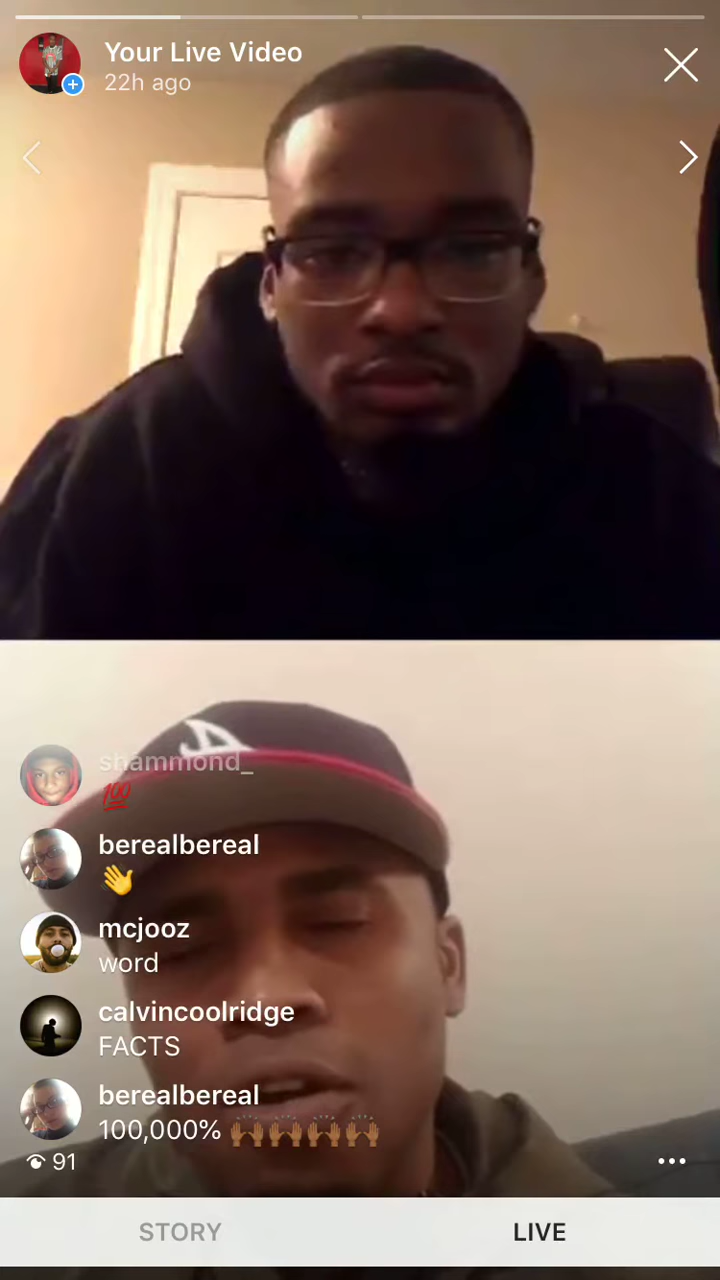 Your Live Video
22h ago
shammond_
💯
berealbereal
👋
mcjooz
word
calvincoolridge
FACTS
berealbereal
100,000% 🙌🏾🙌🏾🙌🏾🙌🏾
91
STORY
LIVE